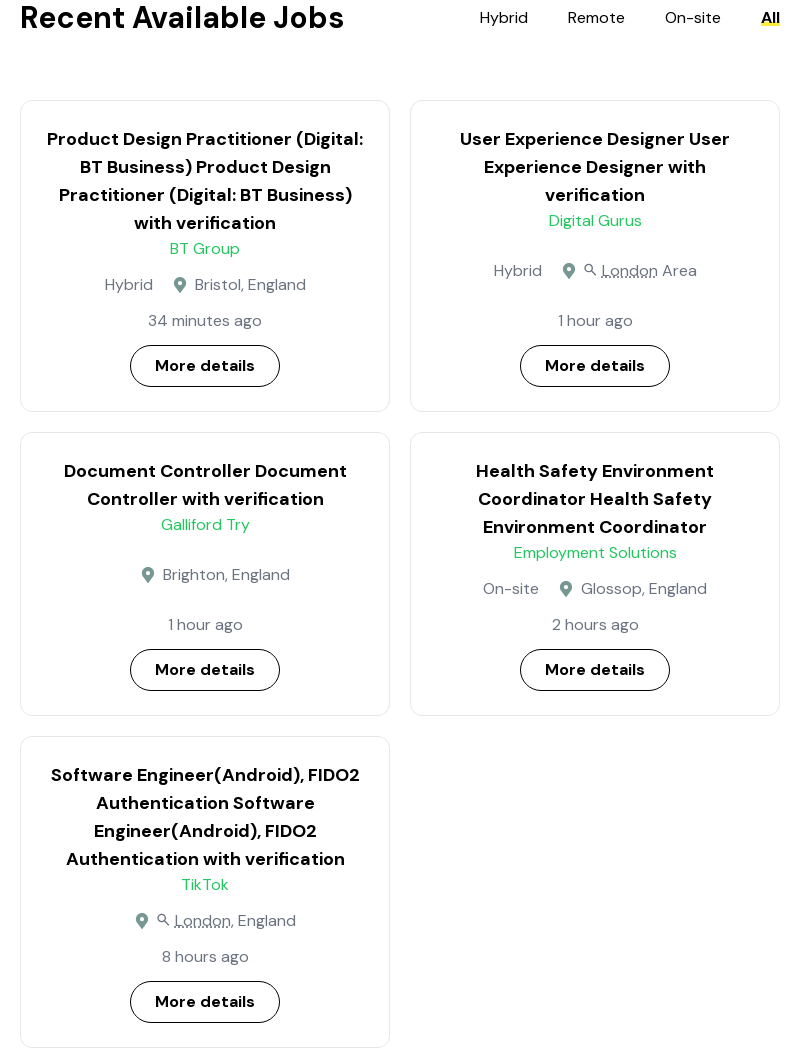 Recent Available Jobs
Hybrid
Remote
On-site
All
Product Design Practitioner (Digital:
BT Business) Product Design
Practitioner (Digital: BT Business)
with verification
BT Group
Hybrid
Bristol, England
34 minutes ago
More details
User Experience Designer User
Experience Designer with
verification
Digital Gurus
Hybrid
London Area
1 hour ago
More details
Document Controller Document
Controller with verification
Galliford Try
Brighton, England
1 hour ago
More details
Health Safety Environment
Coordinator Health Safety
Environment Coordinator
Employment Solutions
On-site
Glossop, England
2 hours ago
More details
Software Engineer(Android), FIDO2
Authentication Software
Engineer(Android), FIDO2
Authentication with verification
TikTok
London, England
8 hours ago
More details